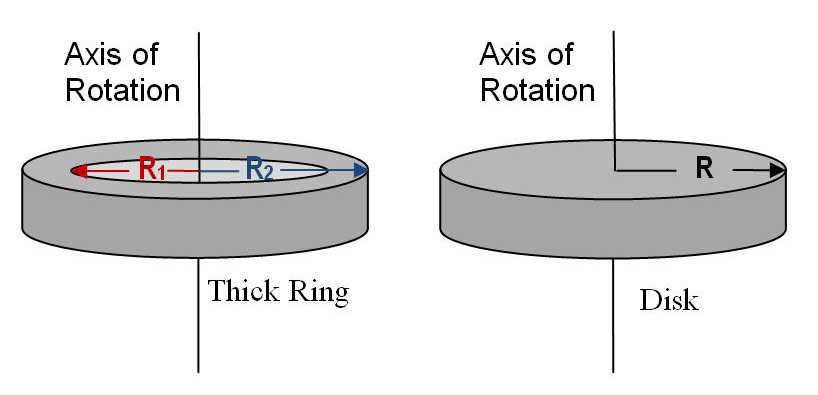 Axis of
Rotation
R₁
R₂
Thick Ring
Axis of
Rotation
R
Disk